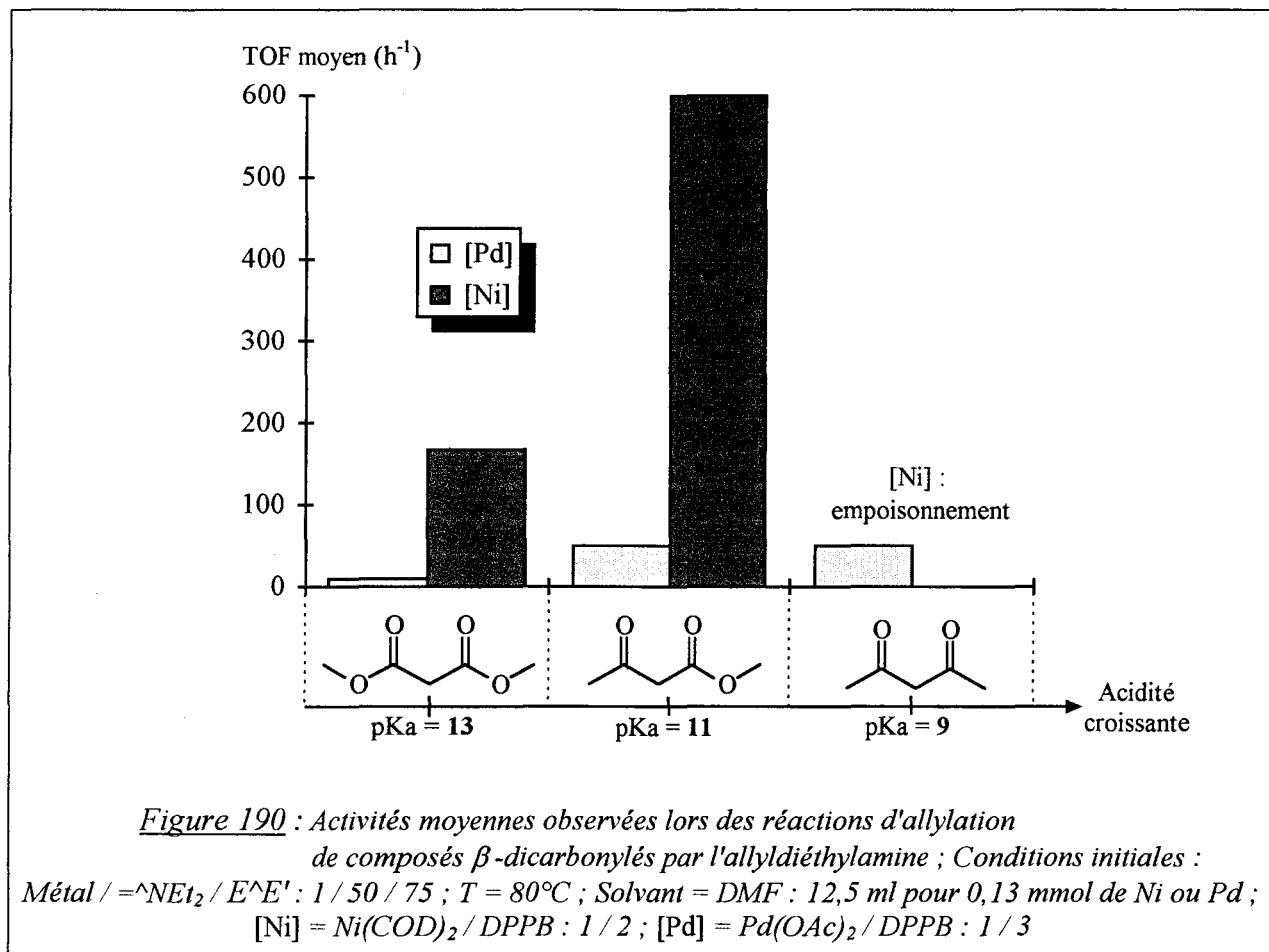 TOF moyen (h⁻¹)
600
500
400
300
200
100
0
[Pd]
[Ni]
[Ni] :
empoisonnement
O O
O O
O O
O
O O
pKa = 13
pKa = 11
pKa = 9
Acidité
croissante
Figure 190 : Activités moyennes observées lors des réactions d'allylation
de composés β-dicarbonylés par l'allyldiéthylamine ; Conditions initiales :
Métal / =^NEt₂ / E^E' : 1 / 50 / 75 ; T = 80°C ; Solvant = DMF : 12,5 ml pour 0,13 mmol de Ni ou Pd ;
[Ni] = Ni(COD)₂ / DPPB : 1 / 2 ; [Pd] = Pd(OAc)₂ / DPPB : 1 / 3